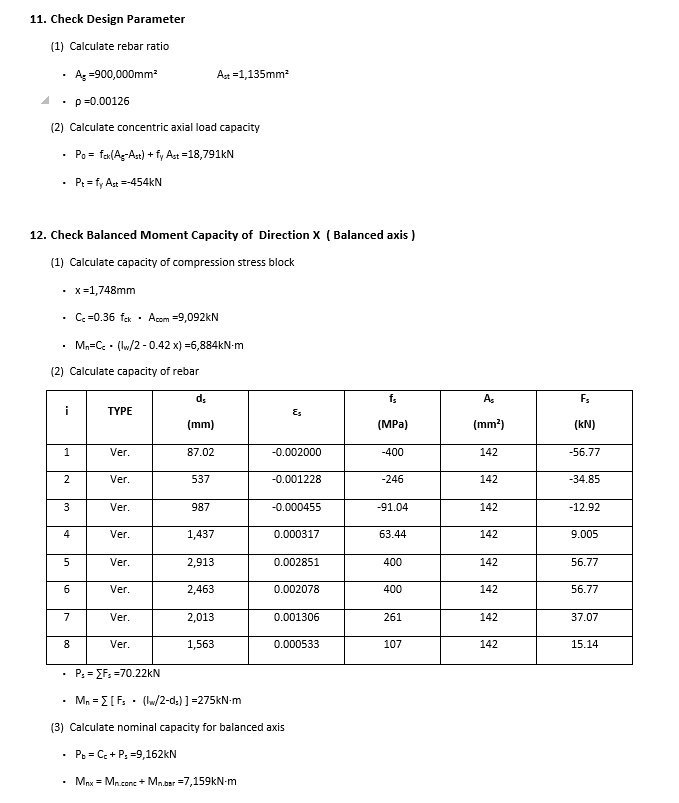 11. Check Design Parameter
(1) Calculate rebar ratio
· Ag =900,000mm² Ast =1,135mm²
· ρ =0.00126
(2) Calculate concentric axial load capacity
· Po = fck(Ag-Ast) + fy Ast =18,791kN
· Pt = fy Ast =-454kN
12. Check Balanced Moment Capacity of Direction X ( Balanced axis )
(1) Calculate capacity of compression stress block
· x =1,748mm
· Cc =0.36 fck · Acom =9,092kN
· Mn=Cc · (lw/2 - 0.42 x) =6,884kN·m
(2) Calculate capacity of rebar
i TYPE ds (mm) εs fs (MPa) As (mm²) Fs (kN)
1 Ver. 87.02 -0.002000 -400 142 -56.77
2 Ver. 537 -0.001228 -246 142 -34.85
3 Ver. 987 -0.000455 -91.04 142 -12.92
4 Ver. 1,437 0.000317 63.44 142 9.005
5 Ver. 2,913 0.002851 400 142 56.77
6 Ver. 2,463 0.002078 400 142 56.77
7 Ver. 2,013 0.001306 261 142 37.07
8 Ver. 1,563 0.000533 107 142 15.14
· Ps = ∑Fs =70.22kN
· Mn = ∑ [ Fs · (lw/2-ds) ] =275kN·m
(3) Calculate nominal capacity for balanced axis
· Pb = Cc + Ps =9,162kN
· Mnx = Mn.conc + Mn.bar =7,159kN·m